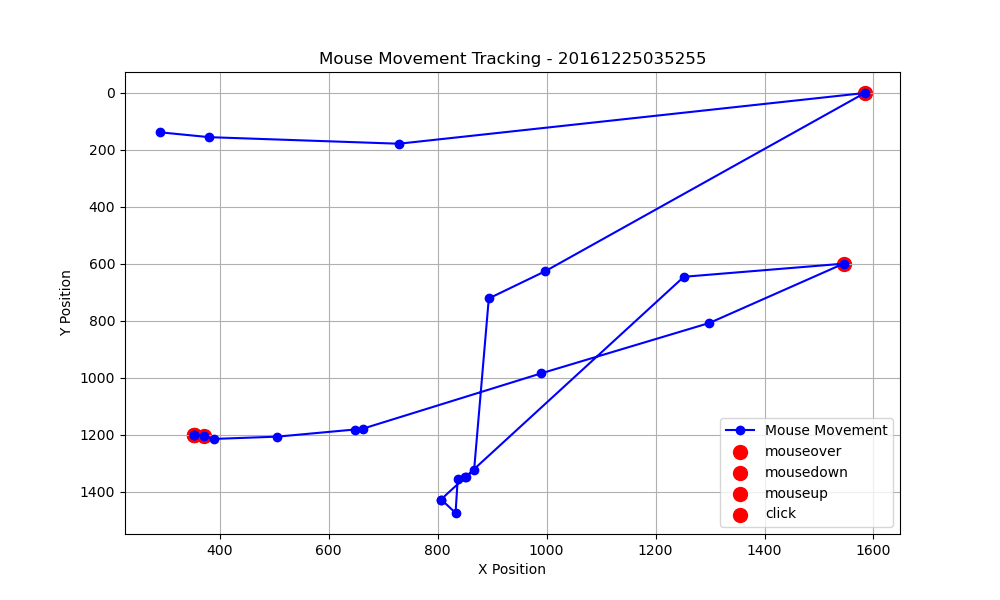 Mouse Movement Tracking - 20161225035255
0
200
400
600
800
1000
1200
1400
Y Position
400 600 800 1000 1200 1400 1600
X Position
Mouse Movement
mouseover
mousedown
mouseup
click